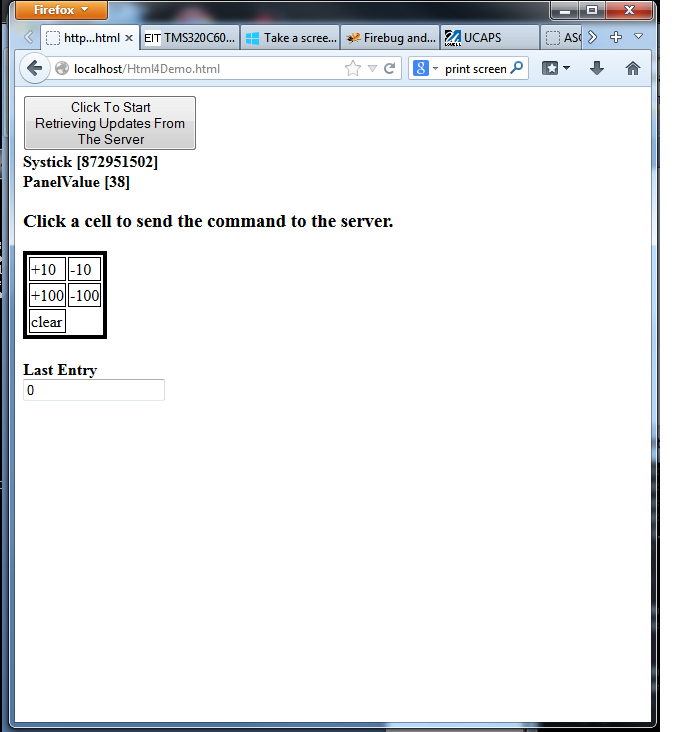 Firefox
http...html × EIT TMS320C60... Take a scree... Firebug and... UCAPS ASC
localhost/Html4Demo.html 8 print screen
Click To Start
Retrieving Updates From
The Server
Systick [872951502]
PanelValue [38]
Click a cell to send the command to the server.
+10 -10
+100 -100
clear
Last Entry
0